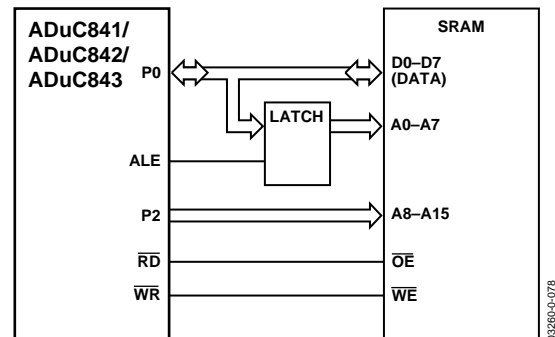 ADuC841/
ADuC842/
ADuC843
SRAM
P0
D0–D7
(DATA)
LATCH
A0–A7
ALE
P2
A8–A15
RD
OE
WR
WE
03260-0-078